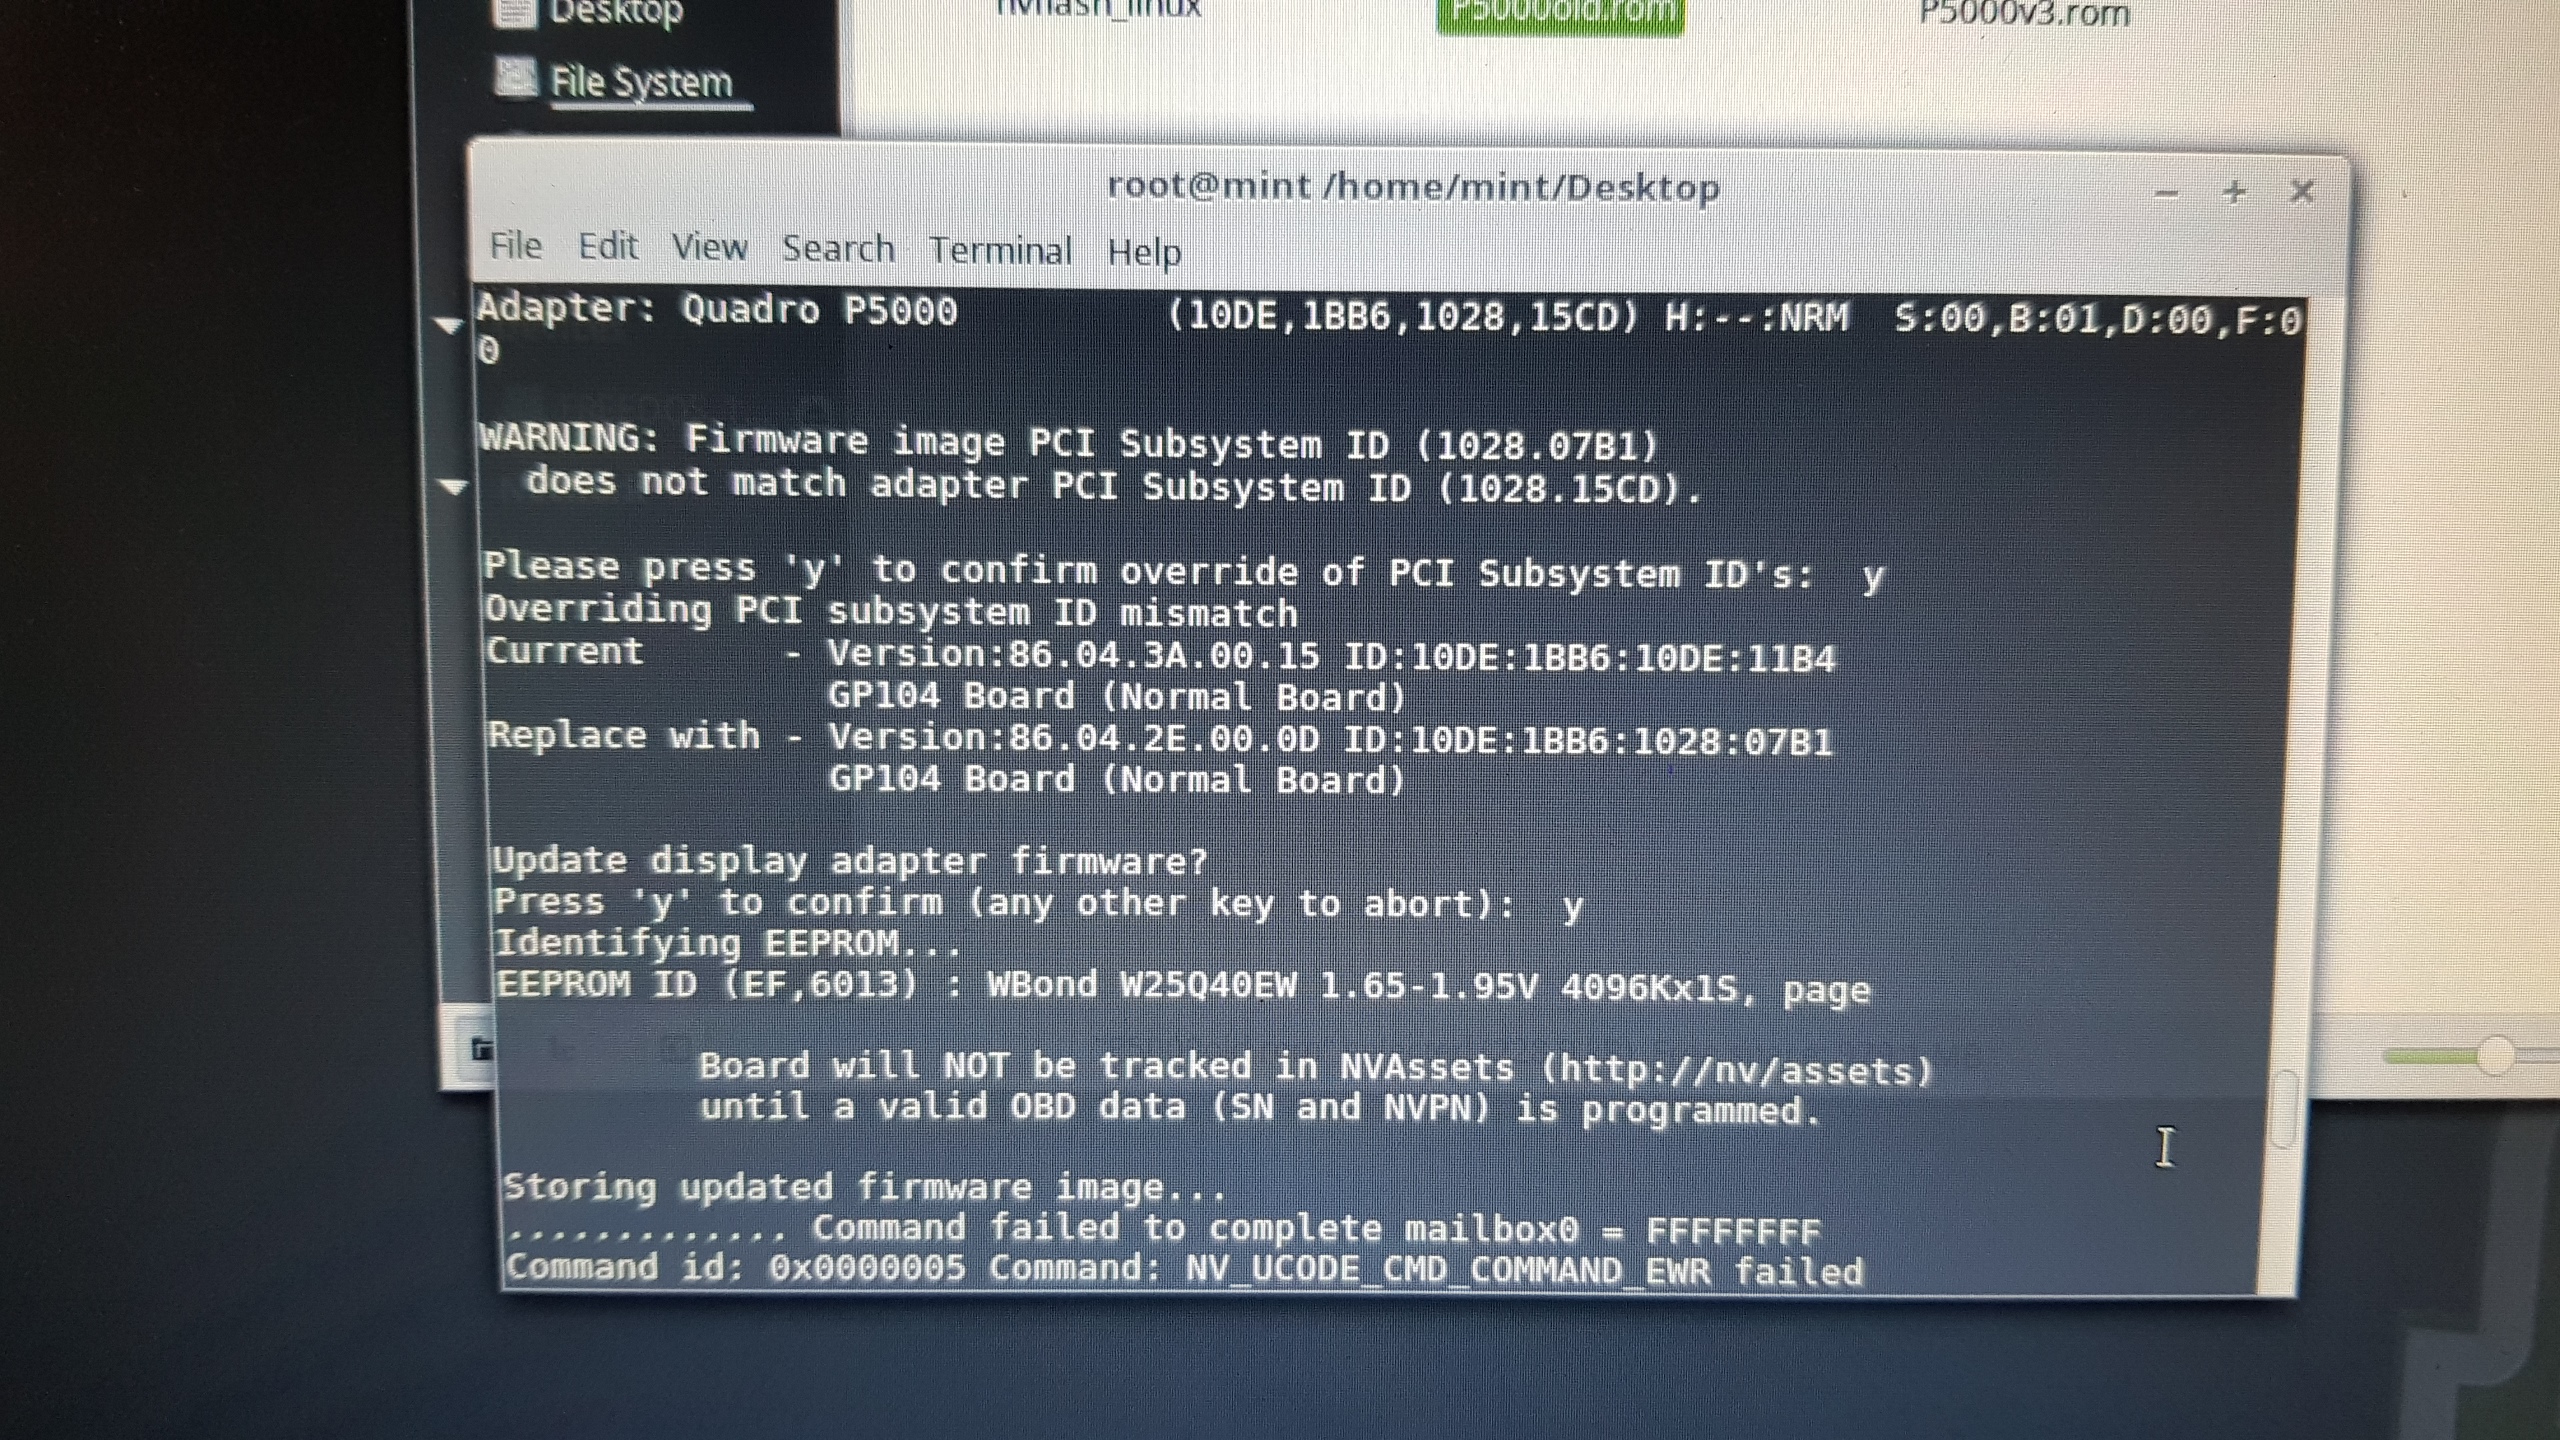 Desktop
nvflash_linux
P5000old.rom
P5000v3.rom
File System
root@mint /home/mint/Desktop
File Edit View Search Terminal Help
Adapter: Quadro P5000 (10DE,1BB6,1028,15CD) H:--:NRM S:00,B:01,D:00,F:0
0
WARNING: Firmware image PCI Subsystem ID (1028.07B1)
does not match adapter PCI Subsystem ID (1028.15CD).
Please press 'y' to confirm override of PCI Subsystem ID's: y
Overriding PCI subsystem ID mismatch
Current - Version:86.04.3A.00.15 ID:10DE:1BB6:10DE:11B4
GP104 Board (Normal Board)
Replace with - Version:86.04.2E.00.0D ID:10DE:1BB6:1028:07B1
GP104 Board (Normal Board)
Update display adapter firmware?
Press 'y' to confirm (any other key to abort): y
Identifying EEPROM...
EEPROM ID (EF,6013) : WBond W25Q40EW 1.65-1.95V 4096Kx1S, page
Board will NOT be tracked in NVAssets (http://nv/assets)
until a valid OBD data (SN and NVPN) is programmed.
Storing updated firmware image...
............. Command failed to complete mailbox0 = FFFFFFFF
Command id: 0x0000005 Command: NV_UCODE_CMD_COMMAND_EWR failed